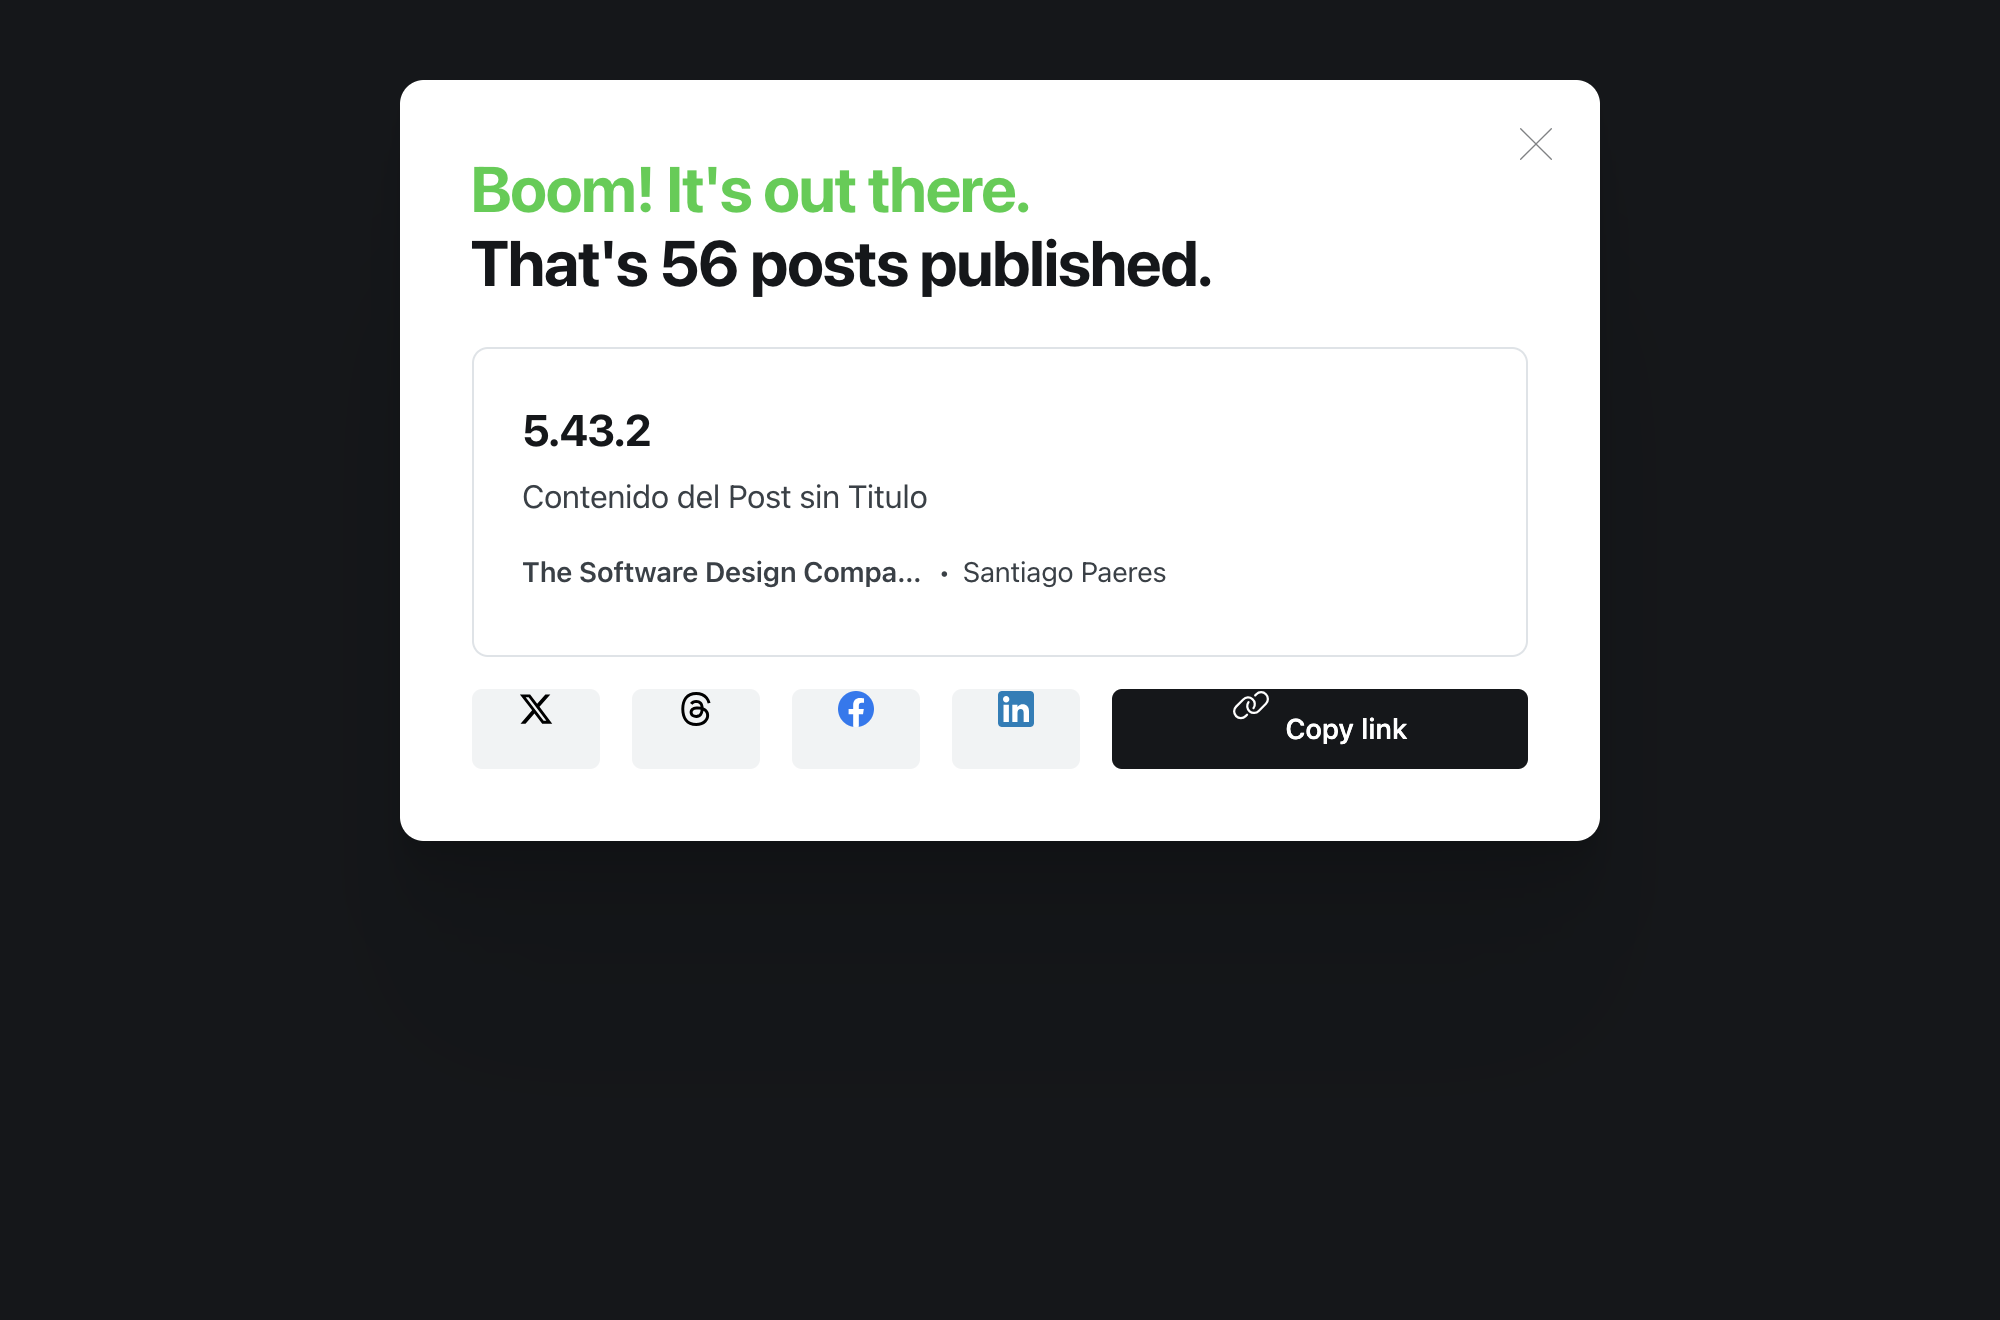 Boom! It's out there.
That's 56 posts published.
5.43.2
Contenido del Post sin Titulo
The Software Design Compa... • Santiago Paeres
Copy link